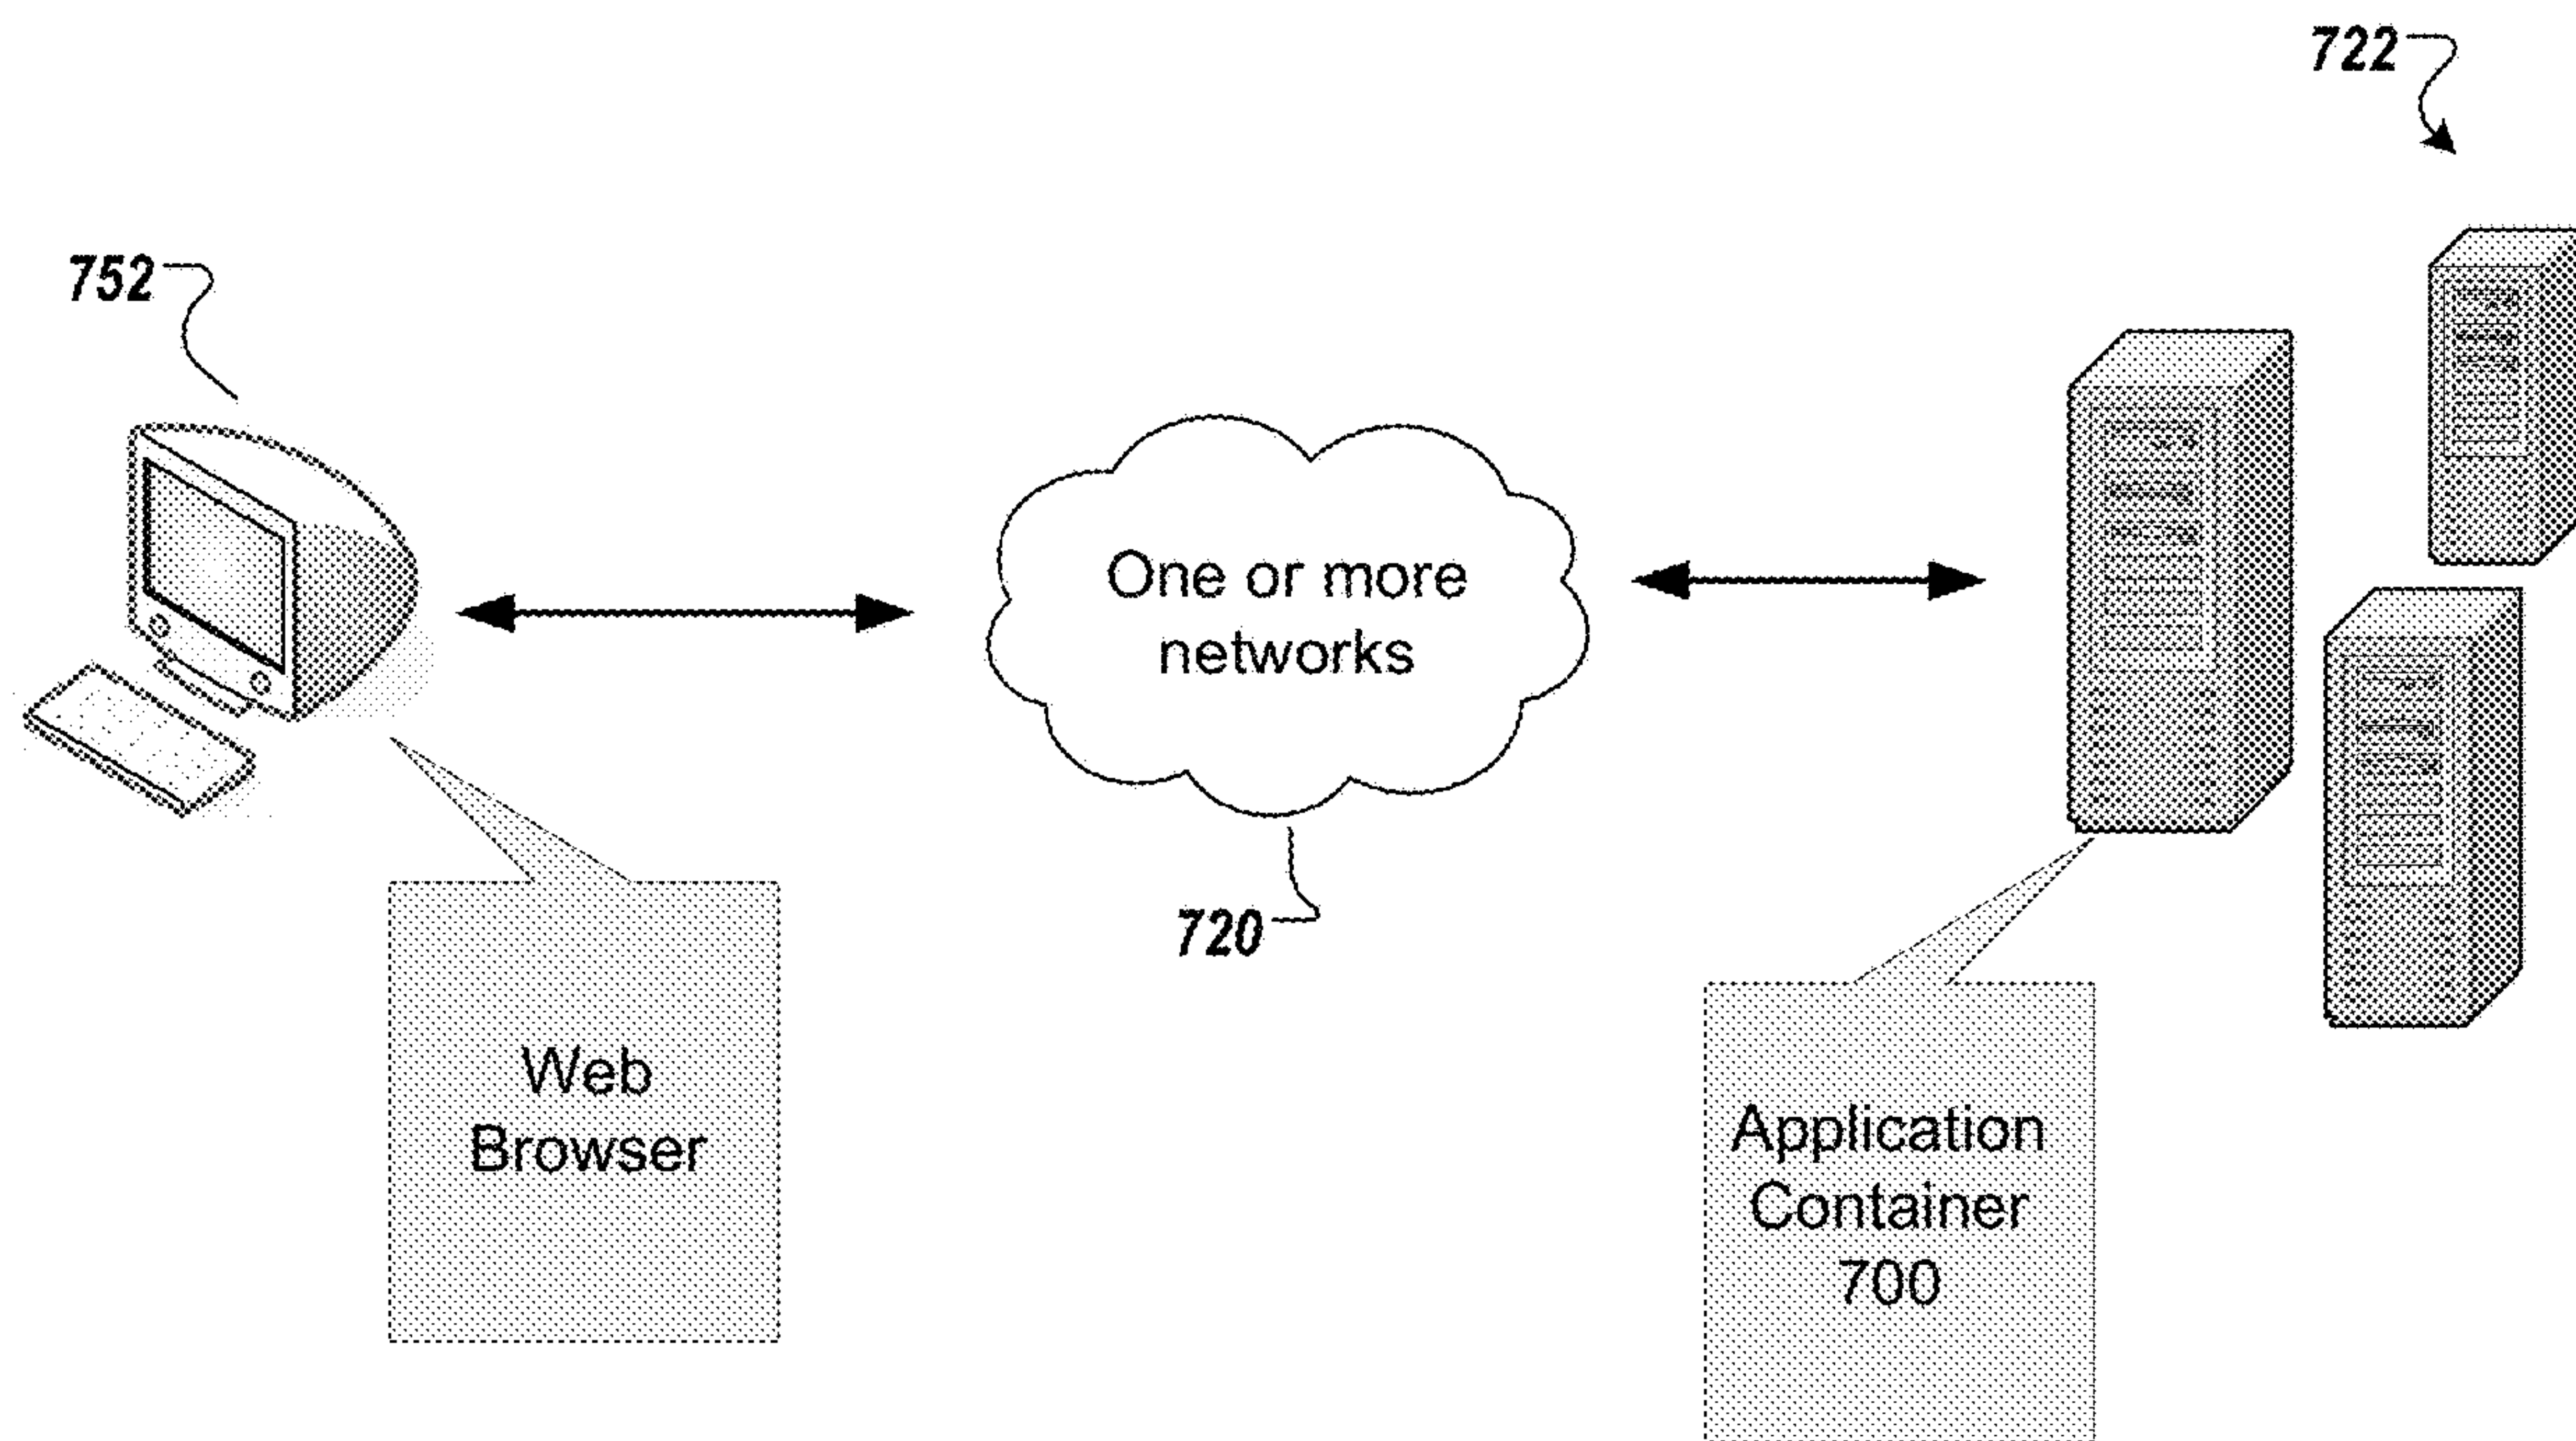 722
752
One or more
networks
720
Web
Browser
Application
Container
700